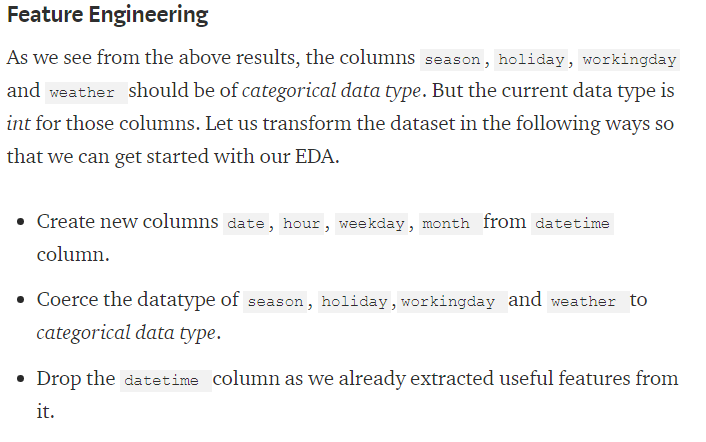 Feature Engineering
As we see from the above results, the columns season, holiday, workingday
and weather should be of categorical data type. But the current data type is
int for those columns. Let us transform the dataset in the following ways so
that we can get started with our EDA.
• Create new columns date, hour, weekday, month from datetime
column.
• Coerce the datatype of season, holiday,workingday and weather to
categorical data type.
• Drop the datetime column as we already extracted useful features from
it.